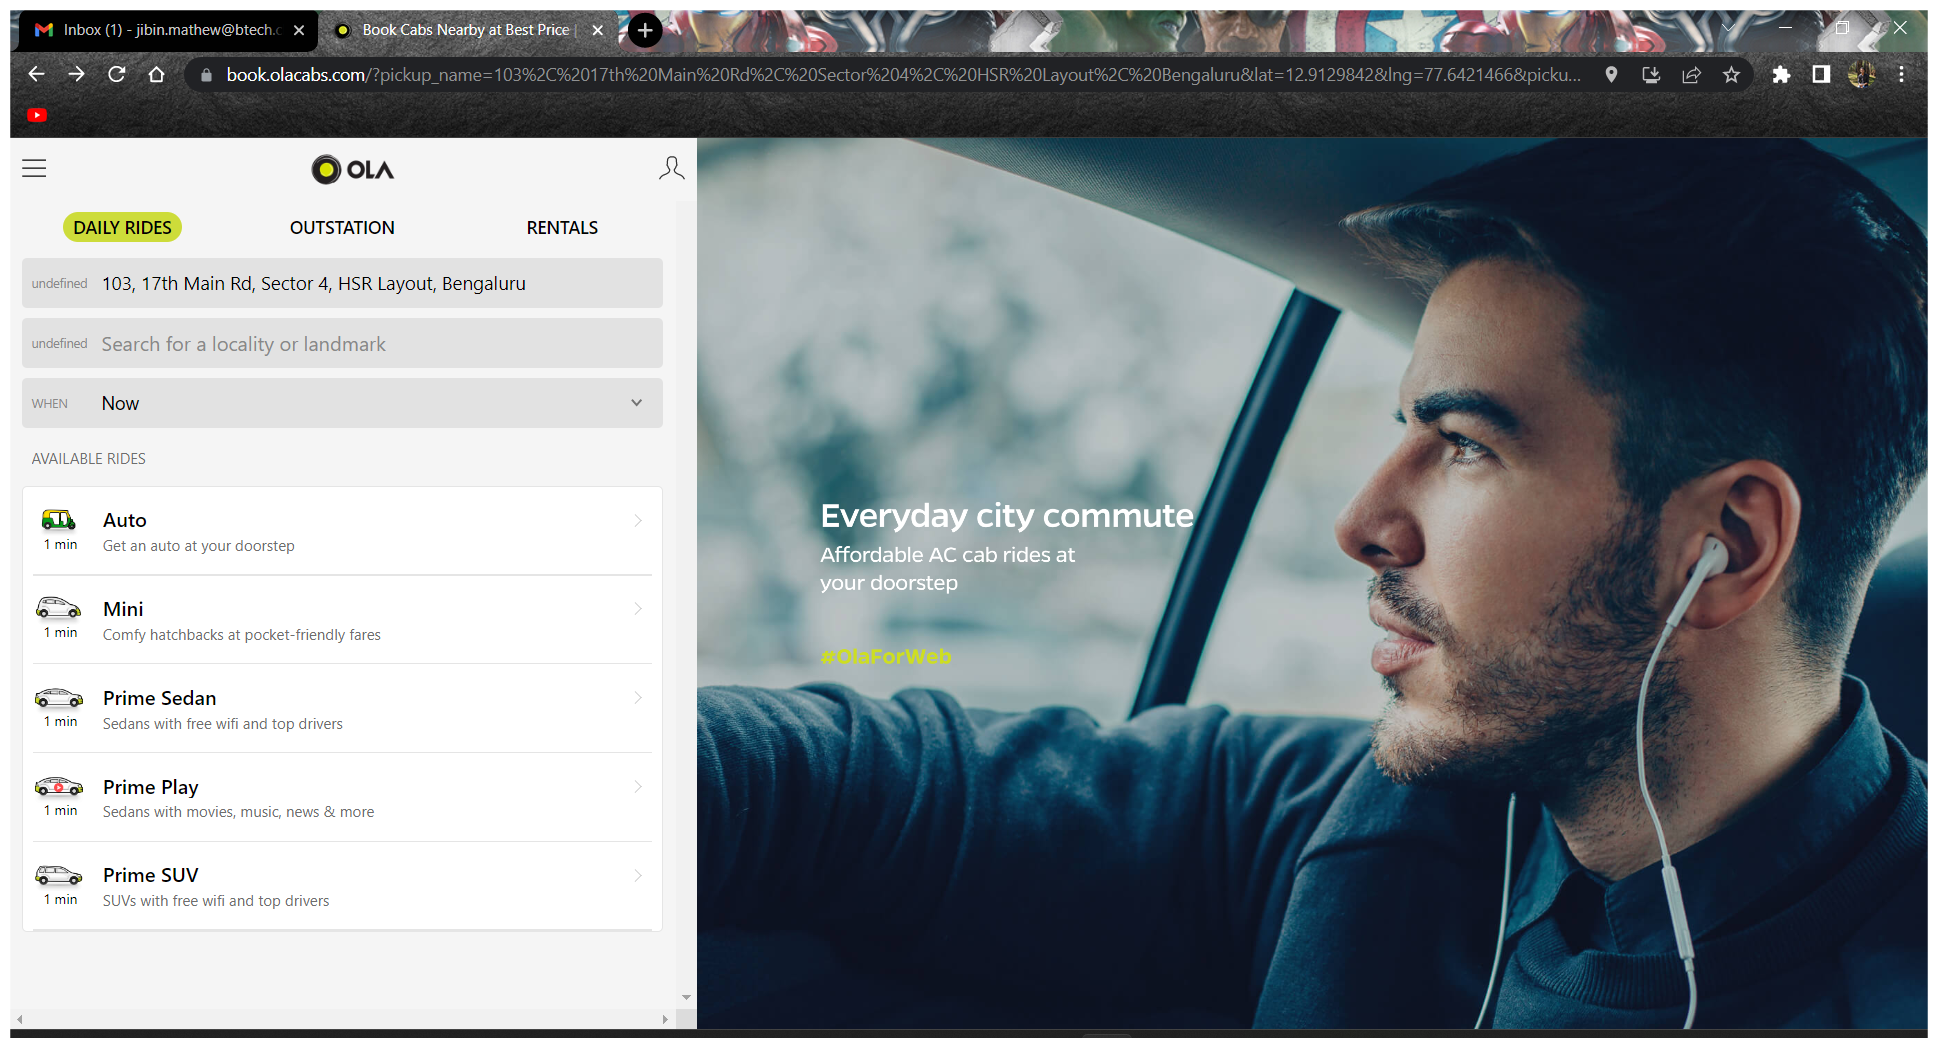 Inbox (1) - jibin.mathew@btech.c
Book Cabs Nearby at Best Price |
book.olacabs.com/?pickup_name=103%2C%2017th%20Main%20Rd%2C%20Sector%204%2C%20HSR%20Layout%2C%20Bengaluru&lat=12.9129842&lng=77.6421466&picku...
OLA
DAILY RIDES OUTSTATION RENTALS
undefined 103, 17th Main Rd, Sector 4, HSR Layout, Bengaluru
undefined Search for a locality or landmark
WHEN Now
AVAILABLE RIDES
Auto
1 min Get an auto at your doorstep
Mini
1 min Comfy hatchbacks at pocket-friendly fares
Prime Sedan
1 min Sedans with free wifi and top drivers
Prime Play
1 min Sedans with movies, music, news & more
Prime SUV
1 min SUVs with free wifi and top drivers
Everyday city commute
Affordable AC cab rides at
your doorstep
#OlaForWeb